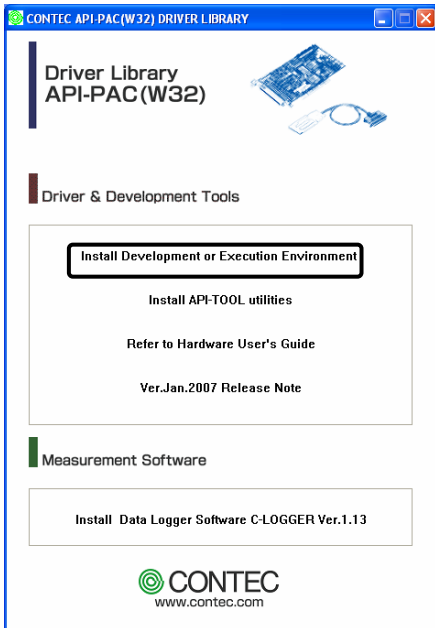 CONTEC API-PAC(W32) DRIVER LIBRARY
Driver Library
API-PAC(W32)
Driver & Development Tools
Install Development or Execution Environment
Install API-TOOL utilities
Refer to Hardware User's Guide
Ver.Jan.2007 Release Note
Measurement Software
Install Data Logger Software C-LOGGER Ver.1.13
CONTEC
www.contec.com